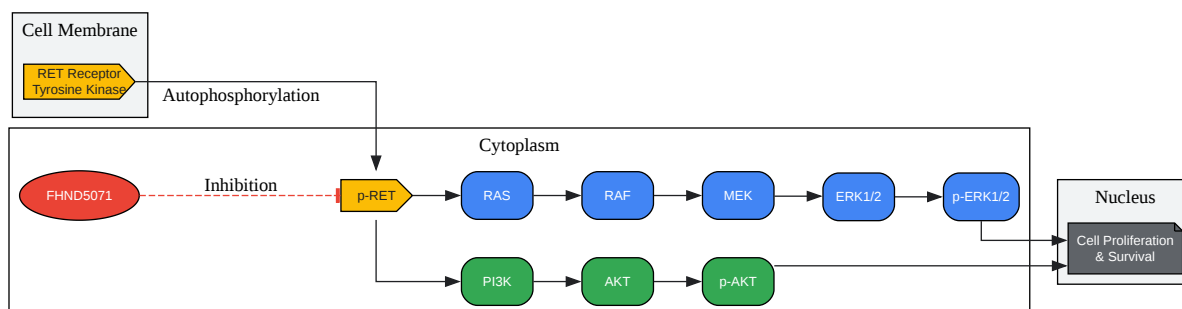 Cell Membrane
RET Receptor
Tyrosine Kinase
Autophosphorylation
Cytoplasm
FHND5071
Inhibition
p-RET
RAS
RAF
MEK
ERK1/2
p-ERK1/2
Nucleus
Cell Proliferation
& Survival
PI3K
AKT
p-AKT